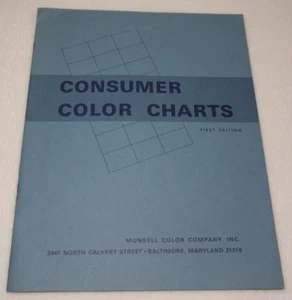 CONSUMER
COLOR CHARTS
FIRST EDITION
MUNSELL COLOR COMPANY, INC.
2441 NORTH CALVERT STREET • BALTIMORE, MARYLAND 21218